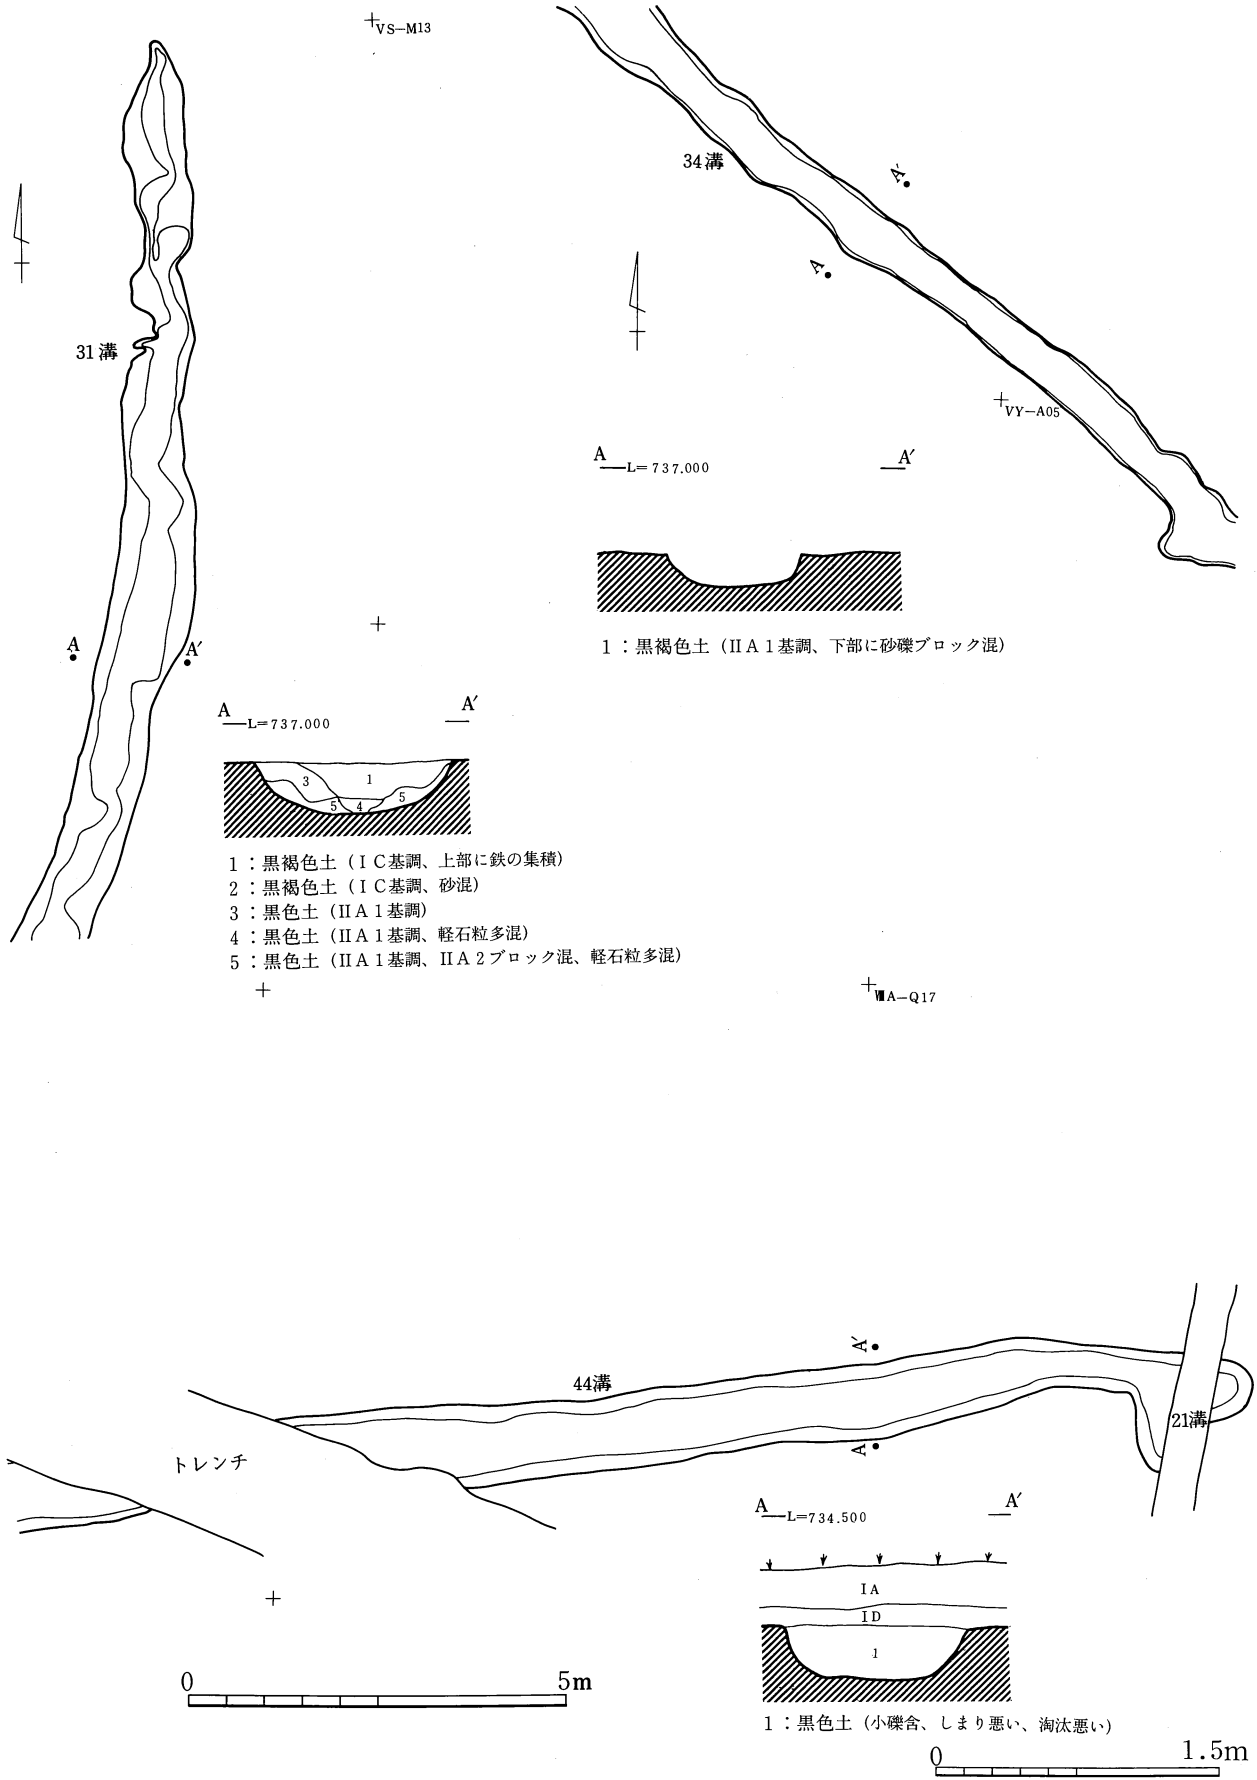 VS—M13
31溝
A
A′
A
A′
L=737.000
3
1
5
4
5
1：黒褐色土（ⅠC基調、上部に鉄の集積）
2：黒褐色土（ⅠC基調、砂混）
3：黒色土（ⅡA1基調）
4：黒色土（ⅡA1基調、軽石粒多混）
5：黒色土（ⅡA1基調、ⅡA2ブロック混、軽石粒多混）
34溝
A′
A
VY—A05
A
A′
L=737.000
1：黒褐色土（ⅡA1基調、下部に砂礫ブロック混）
A—Q17
44溝
A′
A
21溝
トレンチ
A
A′
L=734.500
ⅠA
ⅠD
1
1：黒色土（小礫含、しまり悪い、淘汰悪い）
0
5m
0
1.5m